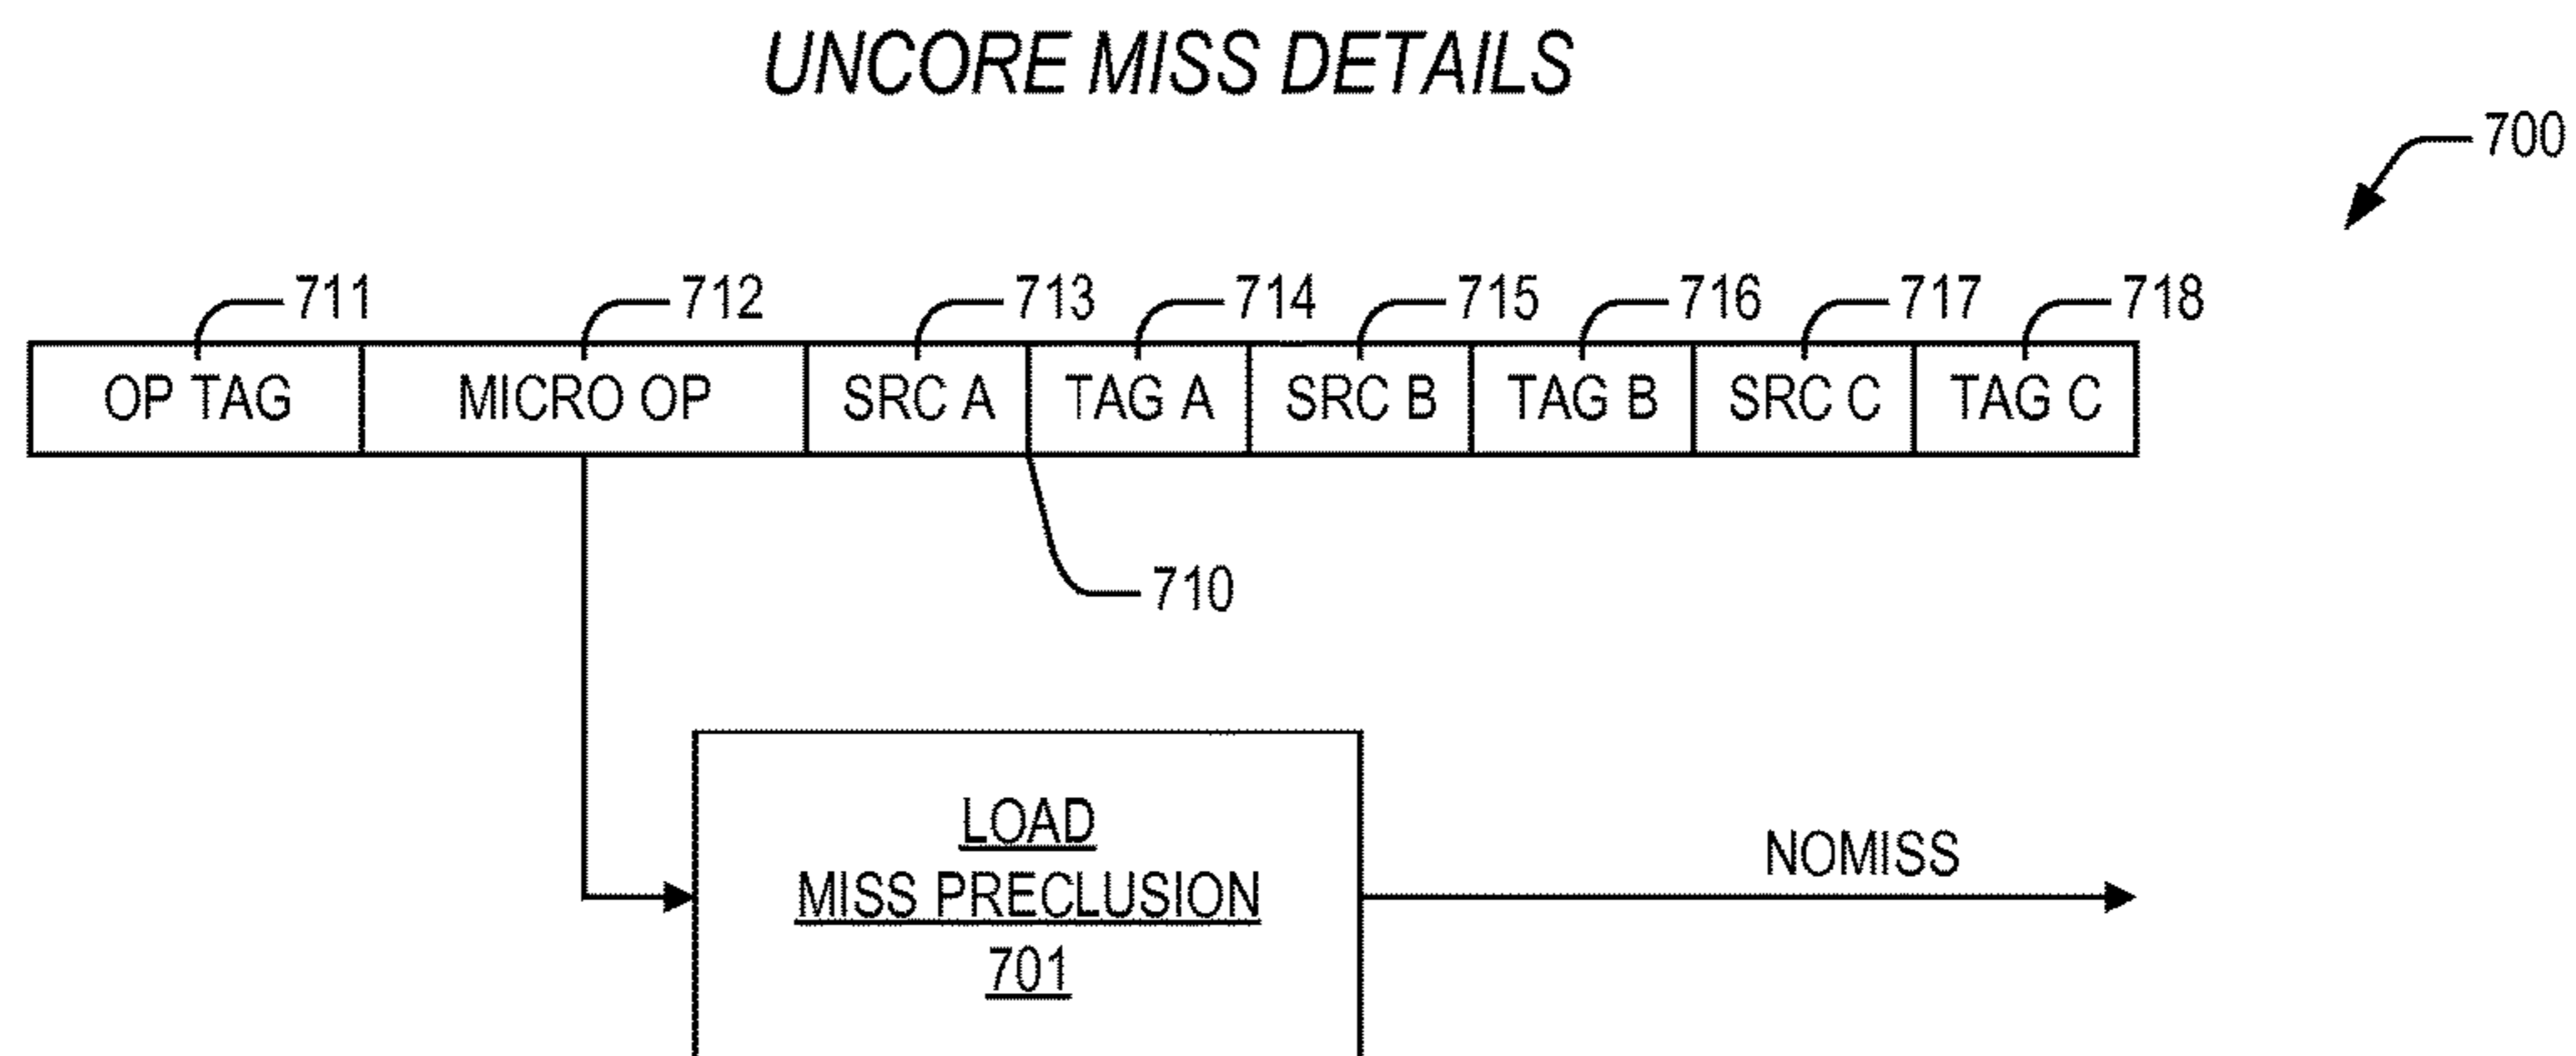 UNCORE MISS DETAILS
700
711 712 713 714 715 716 717 718
OP TAG MICRO OP SRC A TAG A SRC B TAG B SRC C TAG C
710
LOAD
MISS PRECLUSION
701
NOMISS